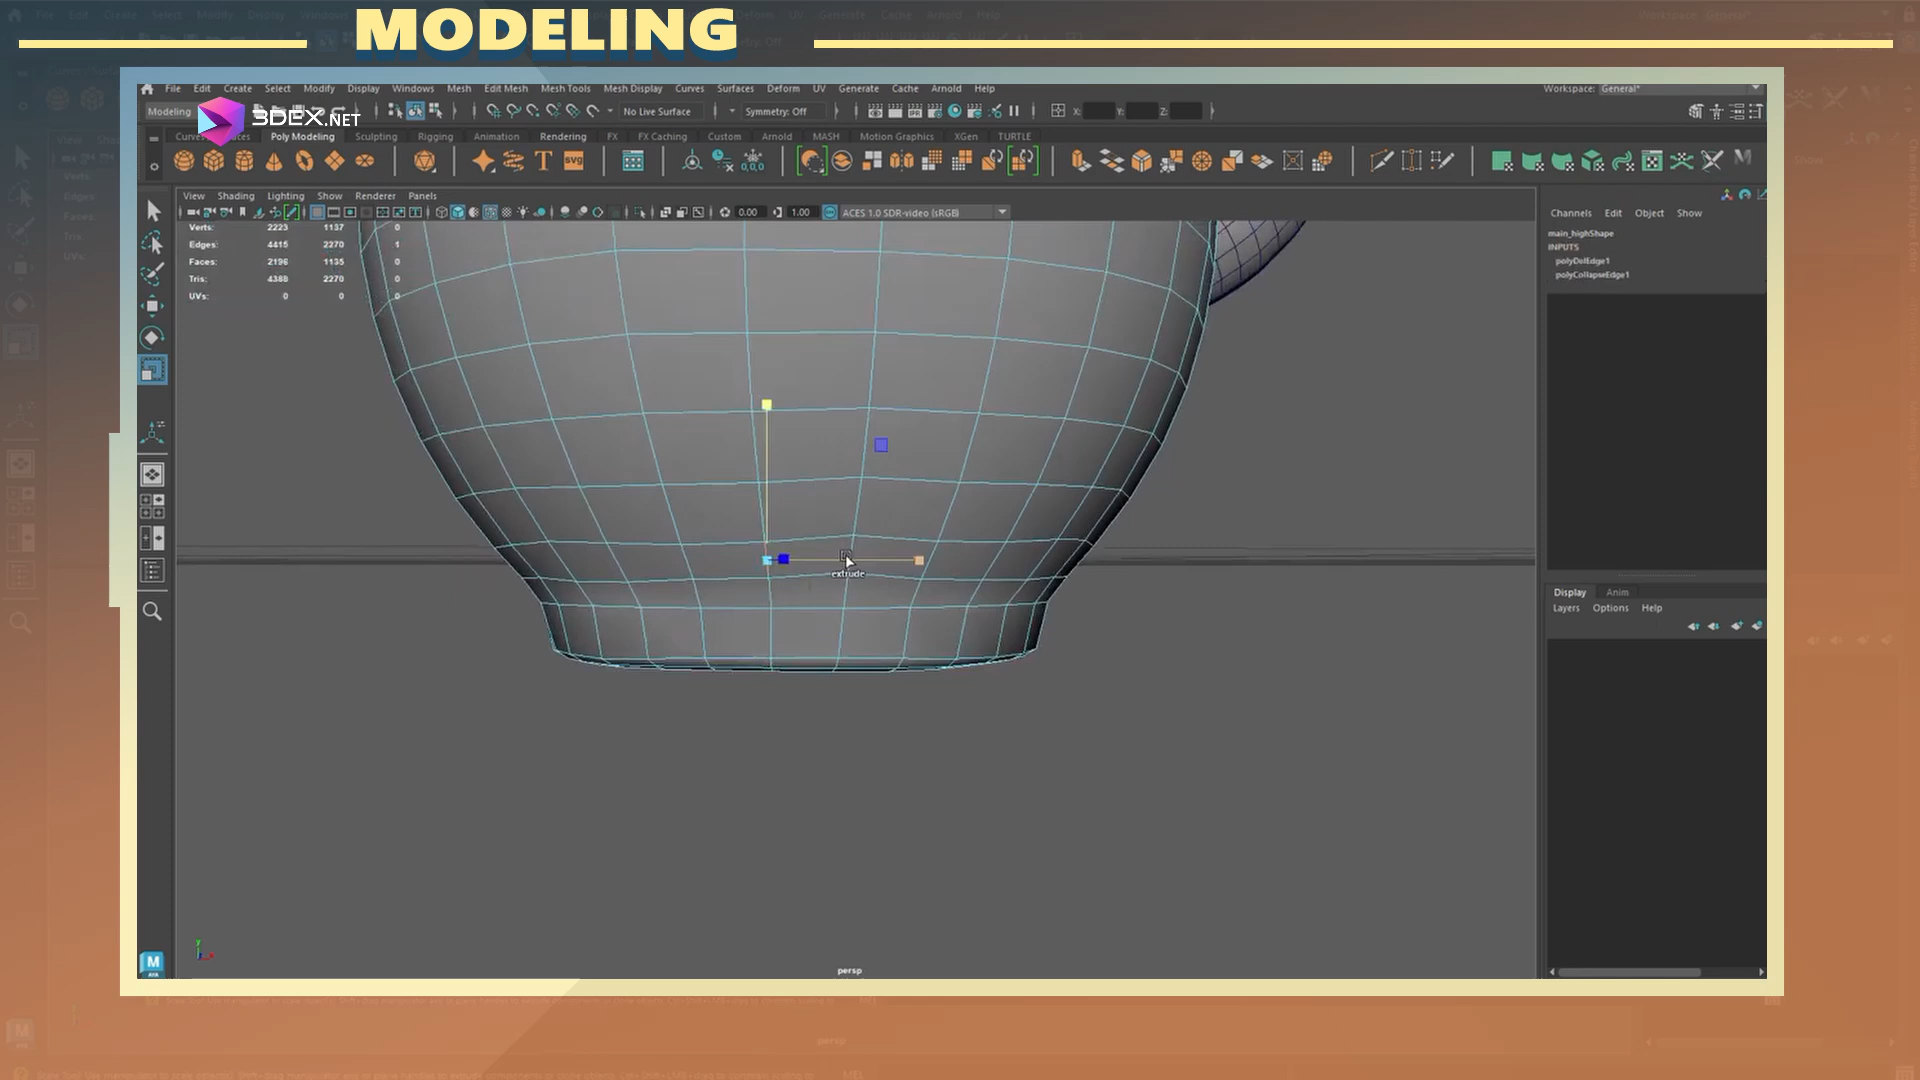 MODELING
File Edit Create Select Modify Display Windows Mesh Edit Mesh Mesh Tools Mesh Display Curves Surfaces Deform UV Generate Cache Arnold Help
Workspace: General*
Modeling
3DEX.NET
No Live Surface
Symmetry: Off
X:
Y:
Z:
Poly Modeling Sculpting Rigging Animation Rendering FX FX Caching Custom Arnold MASH Motion Graphics XGen TURTLE
T
SVG
View Shading Lighting Show Renderer Panels
0.00
1.00
ACES 1.0 SDR-video (sRGB)
Channels Edit Object Show
Verts: 2223 1137 0
Edges: 4415 2270 1
Faces: 2196 1135 0
Tris: 4388 2270 0
UVs: 0 0 0
main_highShape
INPUTS
polyDelEdge1
polyCollapseEdge1
extrude
Display Anim
Layers Options Help
persp
M